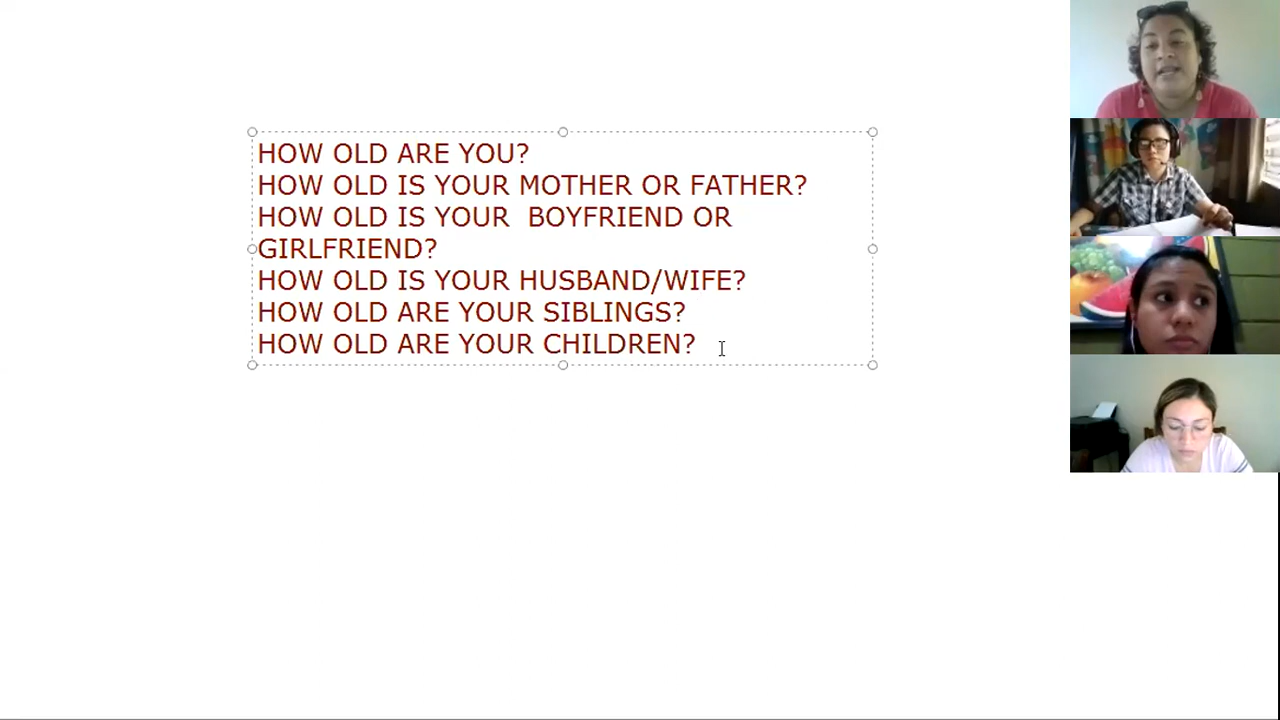 HOW OLD ARE YOU?
HOW OLD IS YOUR MOTHER OR FATHER?
HOW OLD IS YOUR  BOYFRIEND OR
GIRLFRIEND?
HOW OLD IS YOUR HUSBAND/WIFE?
HOW OLD ARE YOUR SIBLINGS?
HOW OLD ARE YOUR CHILDREN?